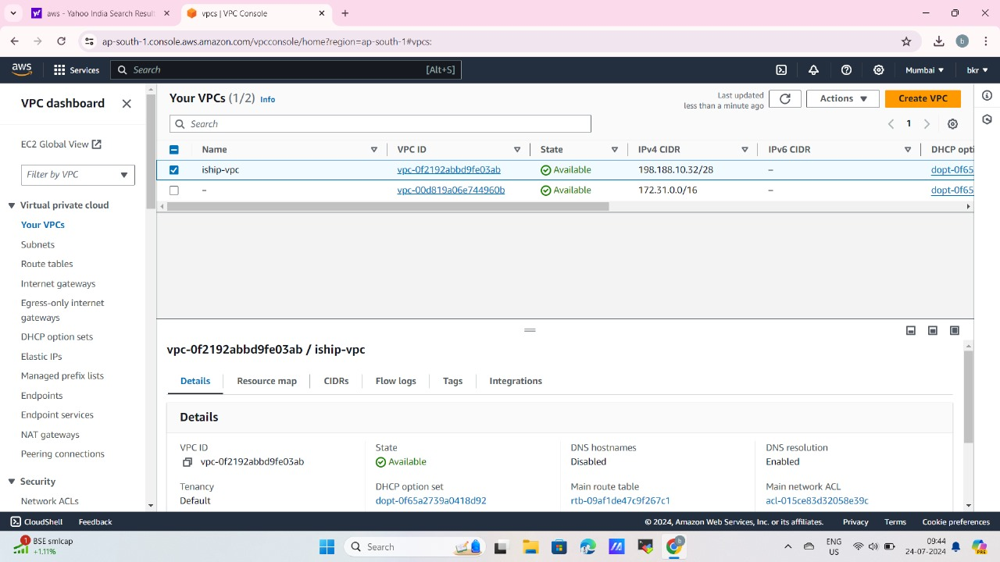 aws - Yahoo India Search Result
vpcs | VPC Console
ap-south-1.console.aws.amazon.com/vpcconsole/home?region=ap-south-1#vpcs:
b
aws
Services
Search
[Alt+S]
Mumbai
bkr
VPC dashboard
EC2 Global View
Filter by VPC
Virtual private cloud
Your VPCs
Subnets
Route tables
Internet gateways
Egress-only internet
gateways
DHCP option sets
Elastic IPs
Managed prefix lists
Endpoints
Endpoint services
NAT gateways
Peering connections
Security
Network ACLs
Your VPCs (1/2) Info
Last updated
less than a minute ago
Actions
Create VPC
Search
1
Name VPC ID State IPv4 CIDR IPv6 CIDR DHCP opti
iship-vpc vpc-0f2192abbd9fe03ab Available 198.188.10.32/28 – dopt-0f65
– vpc-00d819a06e744960b Available 172.31.0.0/16 – dopt-0f65
vpc-0f2192abbd9fe03ab / iship-vpc
Details Resource map CIDRs Flow logs Tags Integrations
Details
VPC ID State DNS hostnames DNS resolution
vpc-0f2192abbd9fe03ab Available Disabled Enabled
Tenancy DHCP option set Main route table Main network ACL
Default dopt-0f65a2739a0418d92 rtb-09af1de47c9f267c1 acl-015ce83d32058e39c
CloudShell Feedback © 2024, Amazon Web Services, Inc. or its affiliates. Privacy Terms Cookie preferences
1
BSE smlcap
+1.11%
Search
b
ENG
US
09:44
24-07-2024
PRE